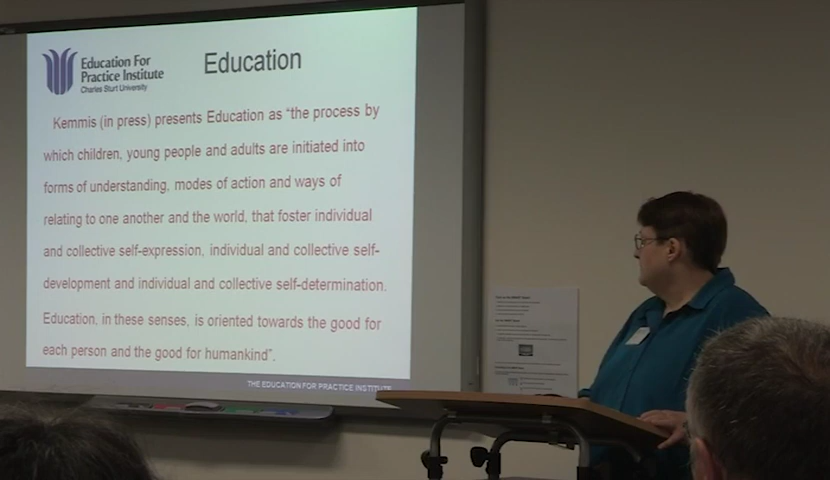 Education For
Practice Institute
Charles Sturt University
Education
Kemmis (in press) presents Education as “the process by
which children, young people and adults are initiated into
forms of understanding, modes of action and ways of
relating to one another and the world, that foster individual
and collective self-expression, individual and collective self-
development and individual and collective self-determination.
Education, in these senses, is oriented towards the good for
each person and the good for humankind”.
THE EDUCATION FOR PRACTICE INSTITUTE